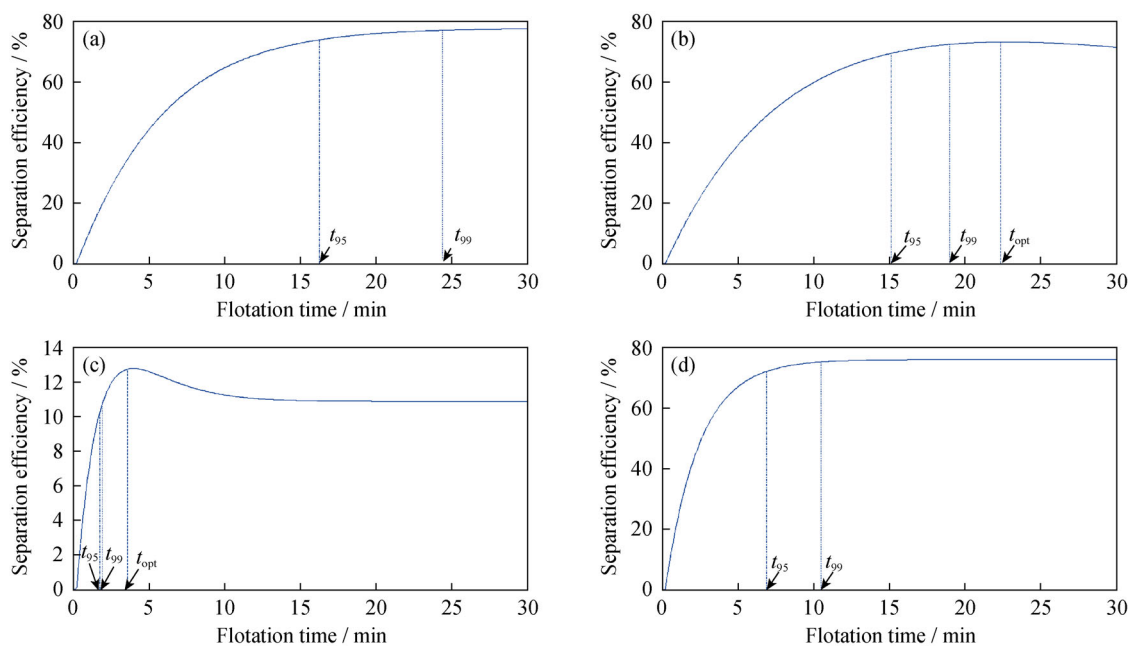 80
(a)
60
40
20
0
Separation efficiency / %
t95
t99
0 5 10 15 20 25 30
Flotation time / min
80
(b)
60
40
20
0
Separation efficiency / %
t95
t99
topt
0 5 10 15 20 25 30
Flotation time / min
14
(c)
12
10
8
6
4
2
0
Separation efficiency / %
t95
t99
topt
0 5 10 15 20 25 30
Flotation time / min
80
(d)
60
40
80
0
Separation efficiency / %
t95
t99
0 5 10 15 20 25 30
Flotation time / min